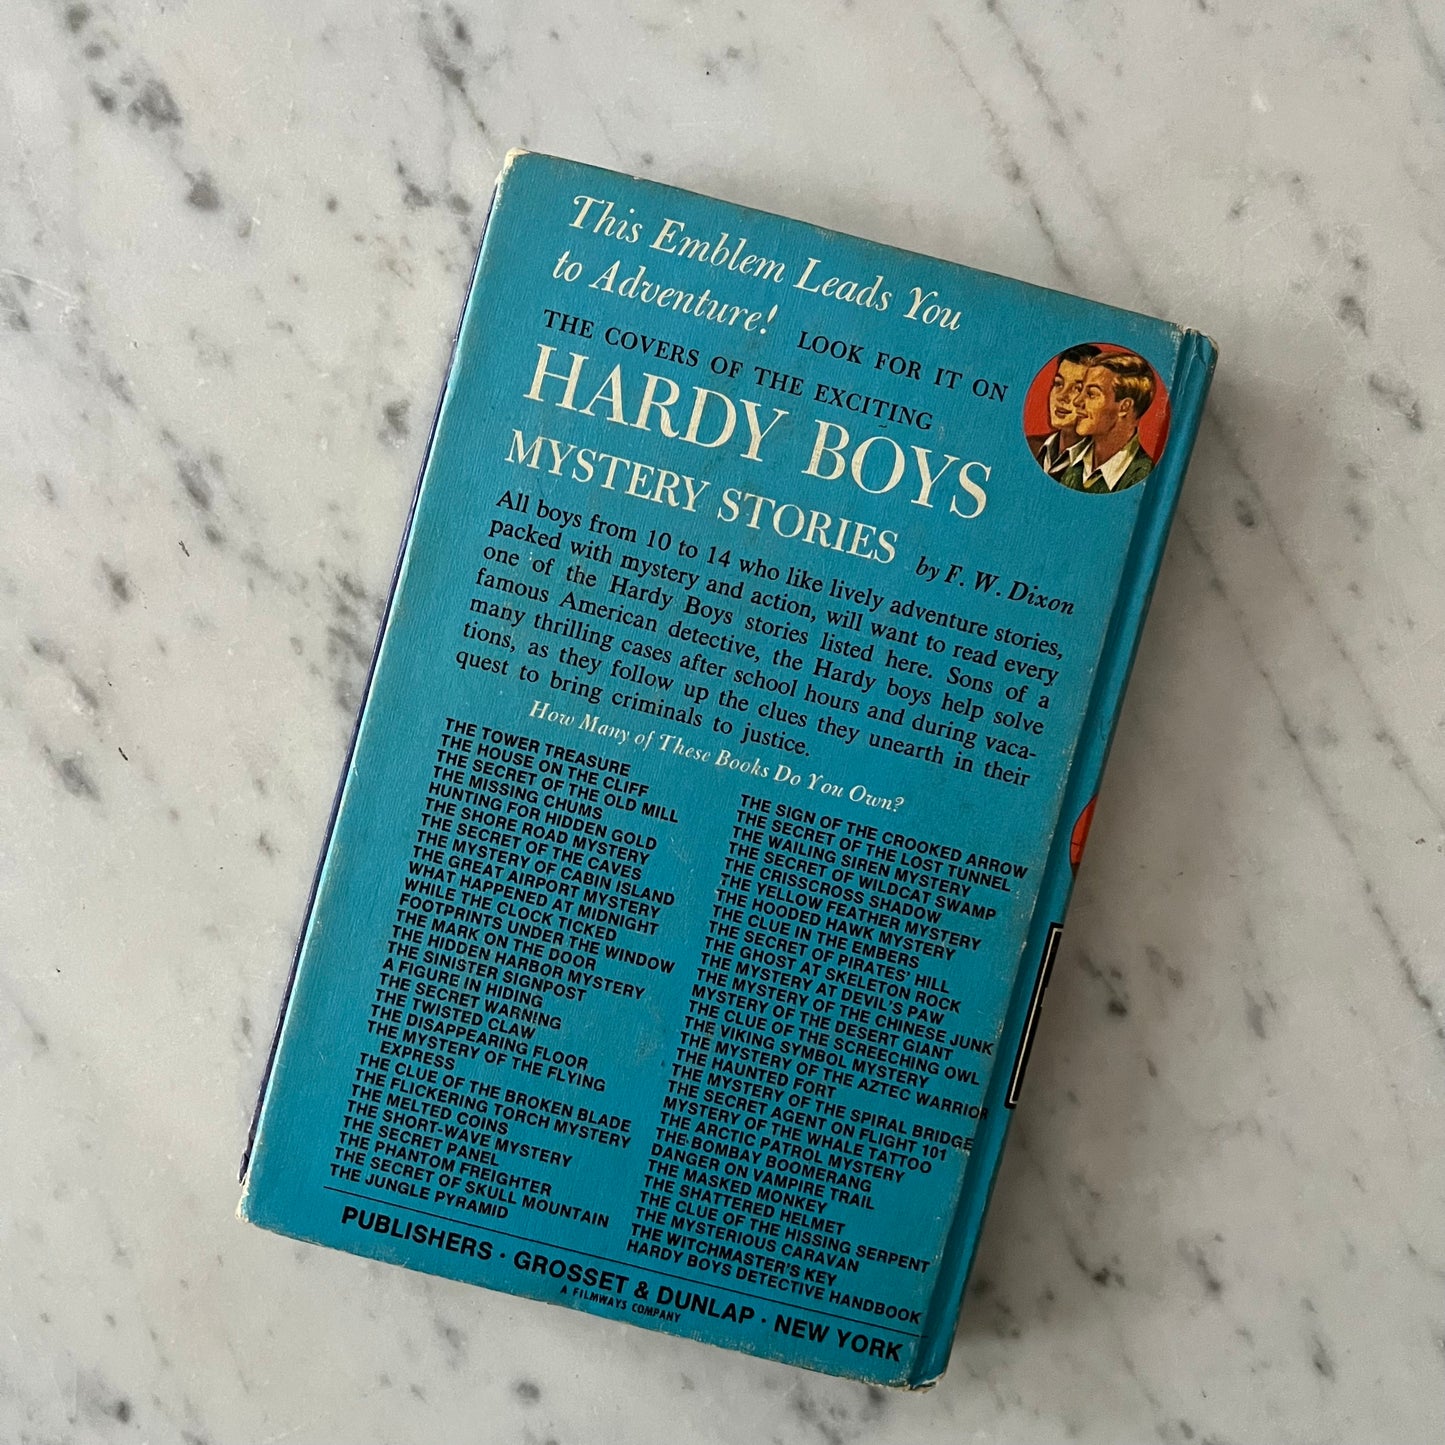 This Emblem Leads You
to Adventure! LOOK FOR IT ON
THE COVERS OF THE EXCITING
HARDY BOYS
MYSTERY STORIES by F. W. Dixon
All boys from 10 to 14 who like lively adventure stories,
packed with mystery and action, will want to read every
one of the Hardy Boys stories listed here. Sons of a
famous American detective, the Hardy boys help solve
many thrilling cases after school hours and during vaca-
tions, as they follow up the clues they unearth in their
quest to bring criminals to justice.
How Many of These Books Do You Own?
THE TOWER TREASURE
THE HOUSE ON THE CLIFF
THE SECRET OF THE OLD MILL
THE MISSING CHUMS
HUNTING FOR HIDDEN GOLD
THE SHORE ROAD MYSTERY
THE SECRET OF THE CAVES
THE MYSTERY OF CABIN ISLAND
THE GREAT AIRPORT MYSTERY
WHAT HAPPENED AT MIDNIGHT
WHILE THE CLOCK TICKED
FOOTPRINTS UNDER THE WINDOW
THE MARK ON THE DOOR
THE HIDDEN HARBOR MYSTERY
THE SINISTER SIGNPOST
A FIGURE IN HIDING
THE SECRET WARNING
THE TWISTED CLAW
THE DISAPPEARING FLOOR
THE MYSTERY OF THE FLYING
EXPRESS
THE CLUE OF THE BROKEN BLADE
THE FLICKERING TORCH MYSTERY
THE MELTED COINS
THE SHORT-WAVE MYSTERY
THE SECRET PANEL
THE PHANTOM FREIGHTER
THE SECRET OF SKULL MOUNTAIN
THE JUNGLE PYRAMID
THE SIGN OF THE CROOKED ARROW
THE SECRET OF THE LOST TUNNEL
THE WAILING SIREN MYSTERY
THE SECRET OF WILDCAT SWAMP
THE CRISSCROSS SHADOW
THE YELLOW FEATHER MYSTERY
THE HOODED HAWK MYSTERY
THE CLUE IN THE EMBERS
THE SECRET OF PIRATES' HILL
THE GHOST AT SKELETON ROCK
THE MYSTERY AT DEVIL'S PAW
THE MYSTERY OF THE CHINESE JUNK
MYSTERY OF THE DESERT GIANT
THE CLUE OF THE SCREECHING OWL
THE VIKING SYMBOL MYSTERY
THE MYSTERY OF THE AZTEC WARRIOR
THE HAUNTED FORT
THE MYSTERY OF THE SPIRAL BRIDGE
THE SECRET AGENT ON FLIGHT 101
MYSTERY OF THE WHALE TATTOO
THE ARCTIC PATROL MYSTERY
THE BOMBAY BOOMERANG
DANGER ON VAMPIRE TRAIL
THE MASKED MONKEY
THE SHATTERED HELMET
THE CLUE OF THE HISSING SERPENT
THE MYSTERIOUS CARAVAN
THE WITCHMASTER'S KEY
HARDY BOYS DETECTIVE HANDBOOK
PUBLISHERS · GROSSET & DUNLAP · NEW YORK
A FILMWAYS COMPANY